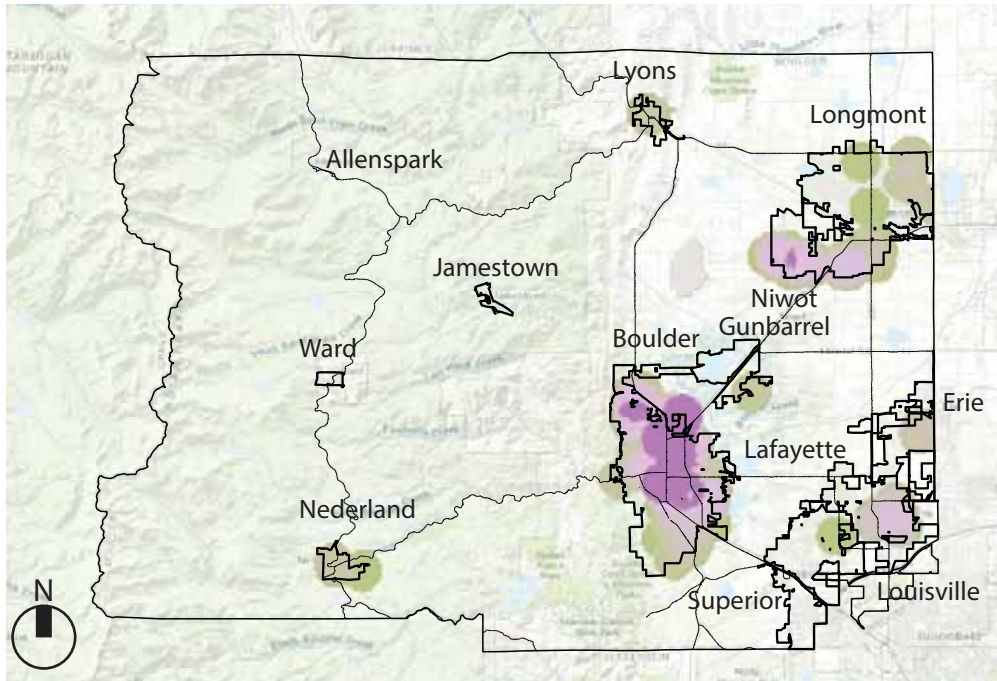 Lyons
Longmont
Allenspark
Jamestown
Niwot
Gunbarrel
Boulder
Ward
Erie
Lafayette
Nederland
N
Superior
Louisville